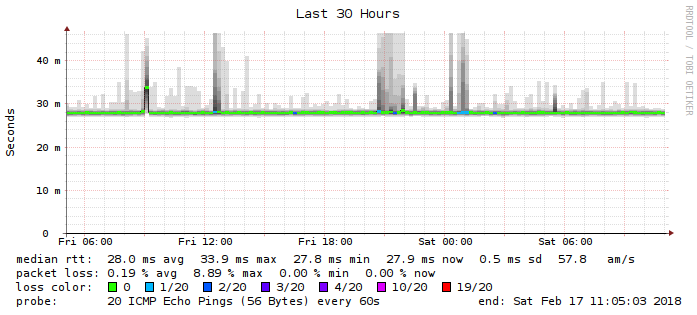 Last 30 Hours
RRDTOOL / TOBI OETIKER
Seconds
40 m
30 m
20 m
10 m
0
Fri 06:00 Fri 12:00 Fri 18:00 Sat 00:00 Sat 06:00
median rtt: 28.0 ms avg 33.9 ms max 27.8 ms min 27.9 ms now 0.5 ms sd 57.8 am/s
packet loss: 0.19 % avg 8.89 % max 0.00 % min 0.00 % now
loss color: 0 1/20 2/20 3/20 4/20 10/20 19/20
probe: 20 ICMP Echo Pings (56 Bytes) every 60s end: Sat Feb 17 11:05:03 2018